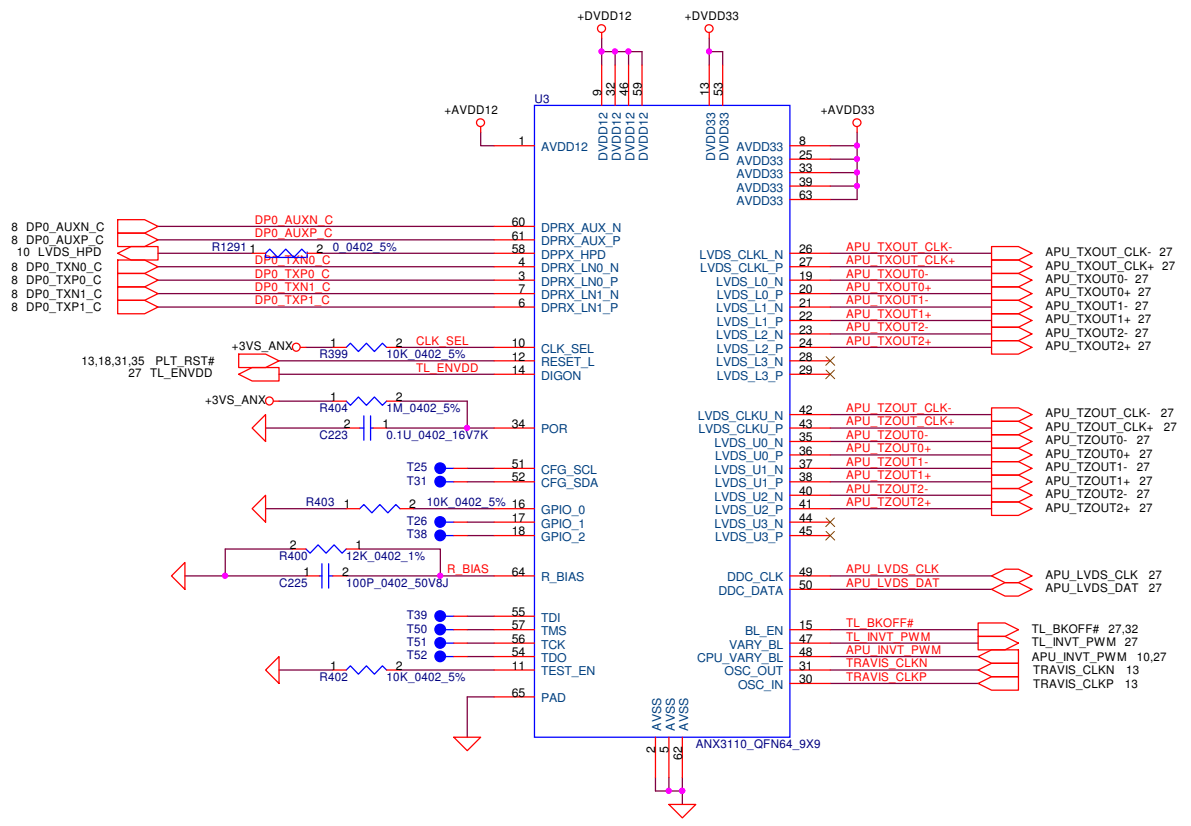 +DVDD12 +DVDD33
9 32 46 59 13 53
U3
+AVDD12 +AVDD33
DVDD12 DVDD12 DVDD12 DVDD12 DVDD33 DVDD33
1 AVDD12 AVDD33 8
AVDD33 25
AVDD33 33
AVDD33 39
AVDD33 63
8 DP0_AUXN_C DP0_AUXN_C 60 DPRX_AUX_N
8 DP0_AUXP_C DP0_AUXP_C 61 DPRX_AUX_P
10 LVDS_HPD R1291 1 2 0_0402_5% 58 DPPX_HPD
8 DP0_TXN0_C DP0_TXN0_C 4 DPRX_LN0_N
8 DP0_TXP0_C DP0_TXP0_C 3 DPRX_LN0_P
8 DP0_TXN1_C DP0_TXN1_C 7 DPRX_LN1_N
8 DP0_TXP1_C DP0_TXP1_C 6 DPRX_LN1_P
LVDS_CLKL_N 26 APU_TXOUT_CLK- APU_TXOUT_CLK- 27
LVDS_CLKL_P 27 APU_TXOUT_CLK+ APU_TXOUT_CLK+ 27
LVDS_L0_N 19 APU_TXOUT0- APU_TXOUT0- 27
LVDS_L0_P 20 APU_TXOUT0+ APU_TXOUT0+ 27
LVDS_L1_N 21 APU_TXOUT1- APU_TXOUT1- 27
LVDS_L1_P 22 APU_TXOUT1+ APU_TXOUT1+ 27
LVDS_L2_N 23 APU_TXOUT2- APU_TXOUT2- 27
LVDS_L2_P 24 APU_TXOUT2+ APU_TXOUT2+ 27
LVDS_L3_N 28
LVDS_L3_P 29
+3VS_ANX 1 2 CLK_SEL 10 CLK_SEL
R399 10K_0402_5%
13,18,31,35 PLT_RST# 12 RESET_L
27 TL_ENVDD TL_ENVDD 14 DIGON
+3VS_ANX 1 2
R404 1M_0402_5%
2 1 34 POR
C223 0.1U_0402_16V7K
LVDS_CLKU_N 42 APU_TZOUT_CLK- APU_TZOUT_CLK- 27
LVDS_CLKU_P 43 APU_TZOUT_CLK+ APU_TZOUT_CLK+ 27
LVDS_U0_N 35 APU_TZOUT0- APU_TZOUT0- 27
LVDS_U0_P 36 APU_TZOUT0+ APU_TZOUT0+ 27
LVDS_U1_N 37 APU_TZOUT1- APU_TZOUT1- 27
LVDS_U1_P 38 APU_TZOUT1+ APU_TZOUT1+ 27
LVDS_U2_N 40 APU_TZOUT2- APU_TZOUT2- 27
LVDS_U2_P 41 APU_TZOUT2+ APU_TZOUT2+ 27
LVDS_U3_N 44
LVDS_U3_P 45
T25 51 CFG_SCL
T31 52 CFG_SDA
R403 1 2 10K_0402_5% 16 GPIO_0
T26 17 GPIO_1
T38 18 GPIO_2
2 1
R400 12K_0402_1%
1 2 R_BIAS 64 R_BIAS
C225 100P_0402_50V8J
DDC_CLK 49 APU_LVDS_CLK APU_LVDS_CLK 27
DDC_DATA 50 APU_LVDS_DAT APU_LVDS_DAT 27
T39 55 TDI
T50 57 TMS
T51 56 TCK
T52 54 TDO
1 2 11 TEST_EN
R402 10K_0402_5%
65 PAD
BL_EN 15 TL_BKOFF# TL_BKOFF# 27,32
VARY_BL 47 TL_INVT_PWM TL_INVT_PWM 27
CPU_VARY_BL 48 APU_INVT_PWM APU_INVT_PWM 10,27
OSC_OUT 31 TRAVIS_CLKN TRAVIS_CLKN 13
OSC_IN 30 TRAVIS_CLKP TRAVIS_CLKP 13
AVSS AVSS AVSS
2 5 62
ANX3110_QFN64_9X9